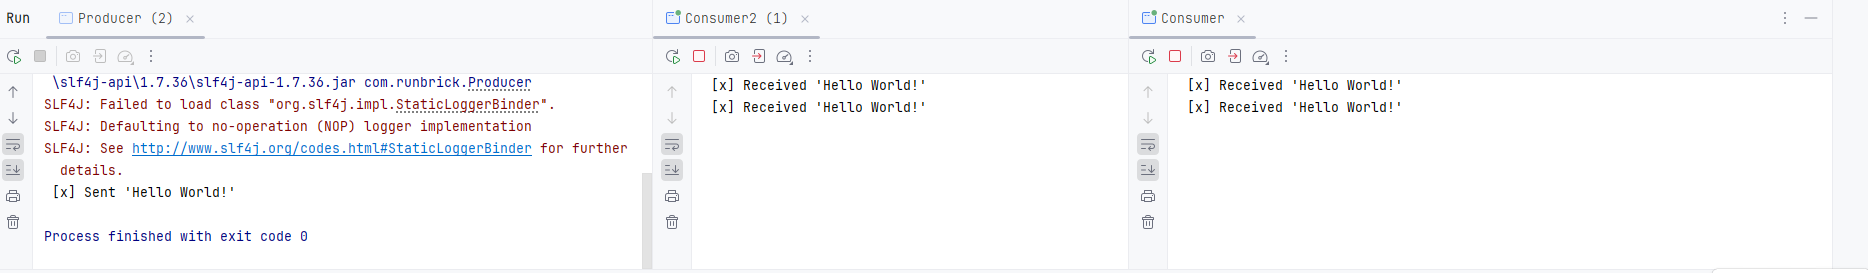 Run
Producer (2)
Consumer2 (1)
Consumer
\slf4j-api\1.7.36\slf4j-api-1.7.36.jar com.runbrick.Producer
SLF4J: Failed to load class "org.slf4j.impl.StaticLoggerBinder".
SLF4J: Defaulting to no-operation (NOP) logger implementation
SLF4J: See http://www.slf4j.org/codes.html#StaticLoggerBinder for further
details.
[x] Sent 'Hello World!'
Process finished with exit code 0
[x] Received 'Hello World!'
[x] Received 'Hello World!'
[x] Received 'Hello World!'
[x] Received 'Hello World!'